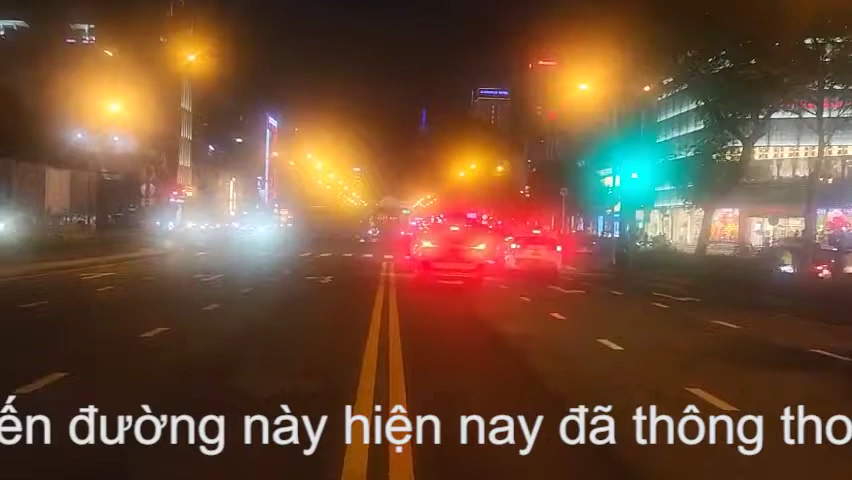 ến đường này hiện nay đã thông tho